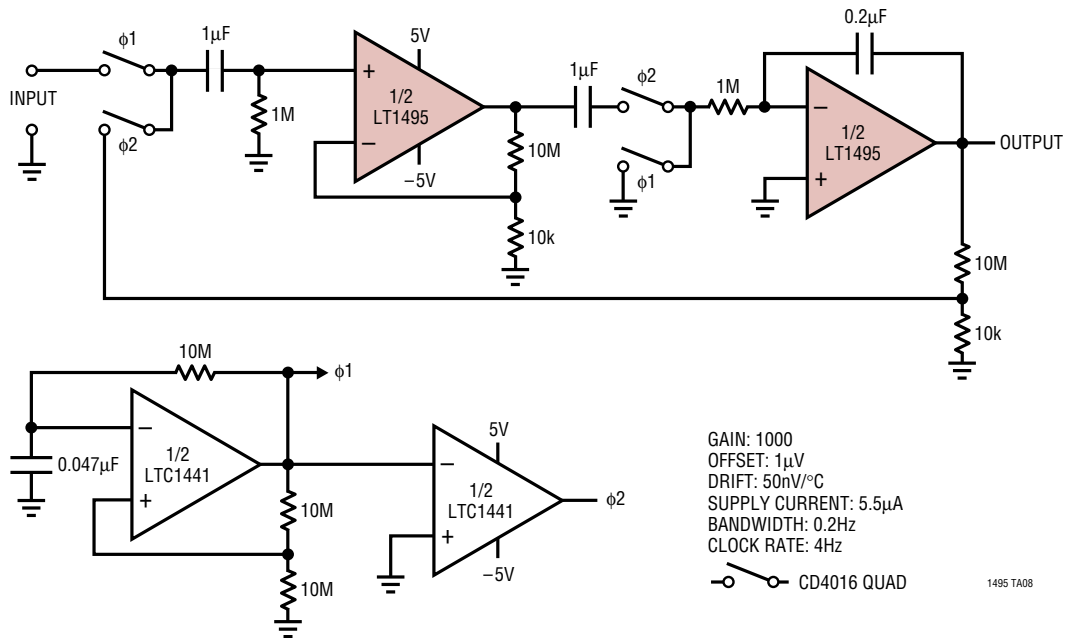 INPUT
ϕ1
ϕ2
1µF
1M
5V
+
−
1/2
LT1495
−5V
10M
10k
1µF
ϕ2
ϕ1
1M
0.2µF
−
+
1/2
LT1495
OUTPUT
10M
10k
10M
ϕ1
0.047µF
−
+
1/2
LTC1441
10M
10M
5V
−
+
1/2
LTC1441
−5V
ϕ2
GAIN: 1000
OFFSET: 1µV
DRIFT: 50nV/°C
SUPPLY CURRENT: 5.5µA
BANDWIDTH: 0.2Hz
CLOCK RATE: 4Hz
CD4016 QUAD
1495 TA08